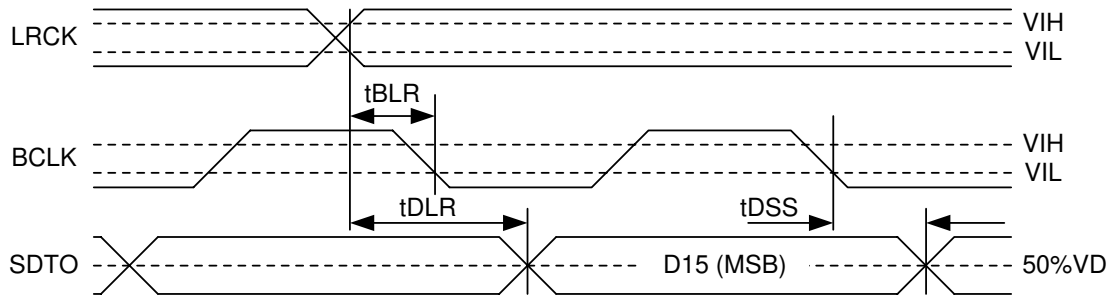 LRCK
VIH
VIL
tBLR
BCLK
VIH
VIL
tDLR
tDSS
SDTO
D15 (MSB)
50%VD